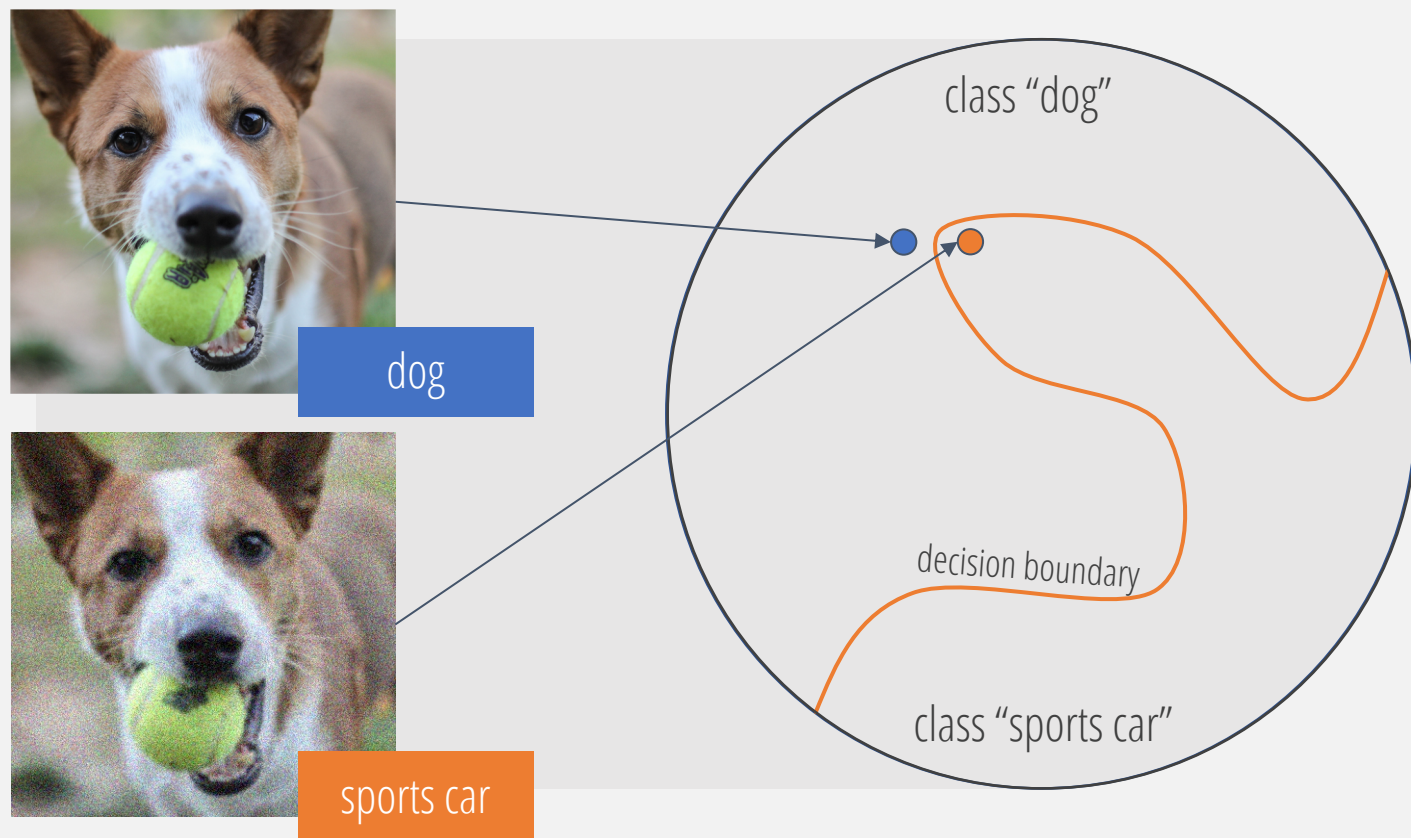 class “dog”
dog
decision boundary
class “sports car”
sports car